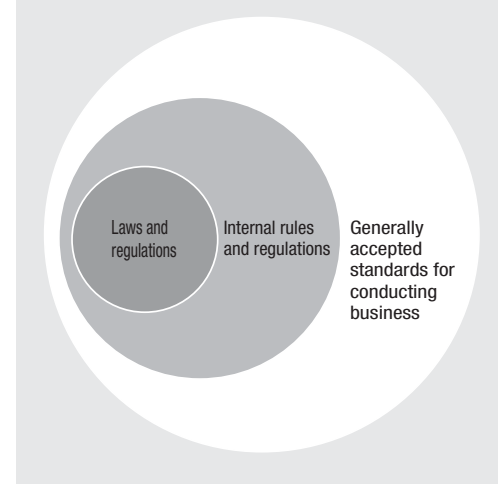 Laws and
regulations
Internal rules
and regulations
Generally
accepted
standards for
conducting
business